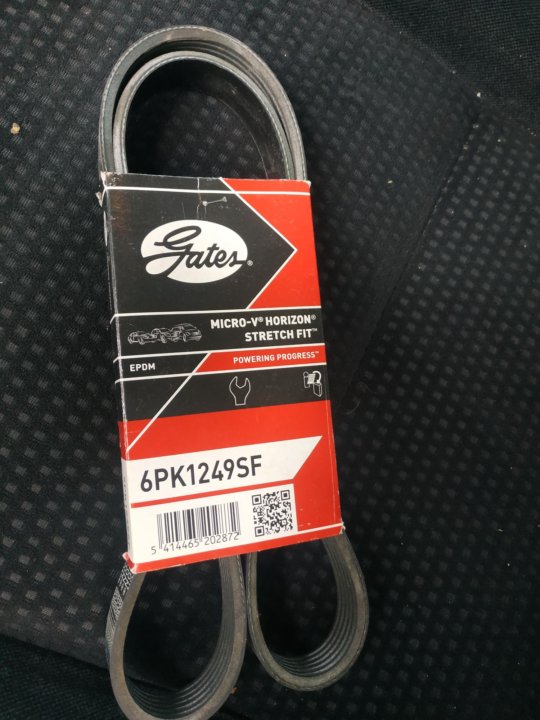 Gates®
MICRO-V® HORIZON®
STRETCH FIT™
EPDM
POWERING PROGRESS™
6PK1249SF
5 414465 202872